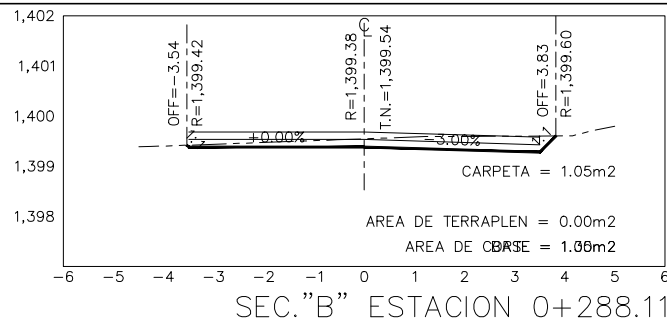 1,402
1,401
1,400
1,399
1,398
OFF=-3.54
R=1,399.42
CL
R=1,399.38
T.N.=1,399.54
OFF=3.83
R=1,399.60
+0.00%
-3.00%
CARPETA = 1.05m2
AREA DE TERRAPLEN = 0.00m2
AREA DE
-6 -5 -4 -3 -2 -1 0 1 2 3 4 5 6
SEC."B" ESTACION 0+288.11